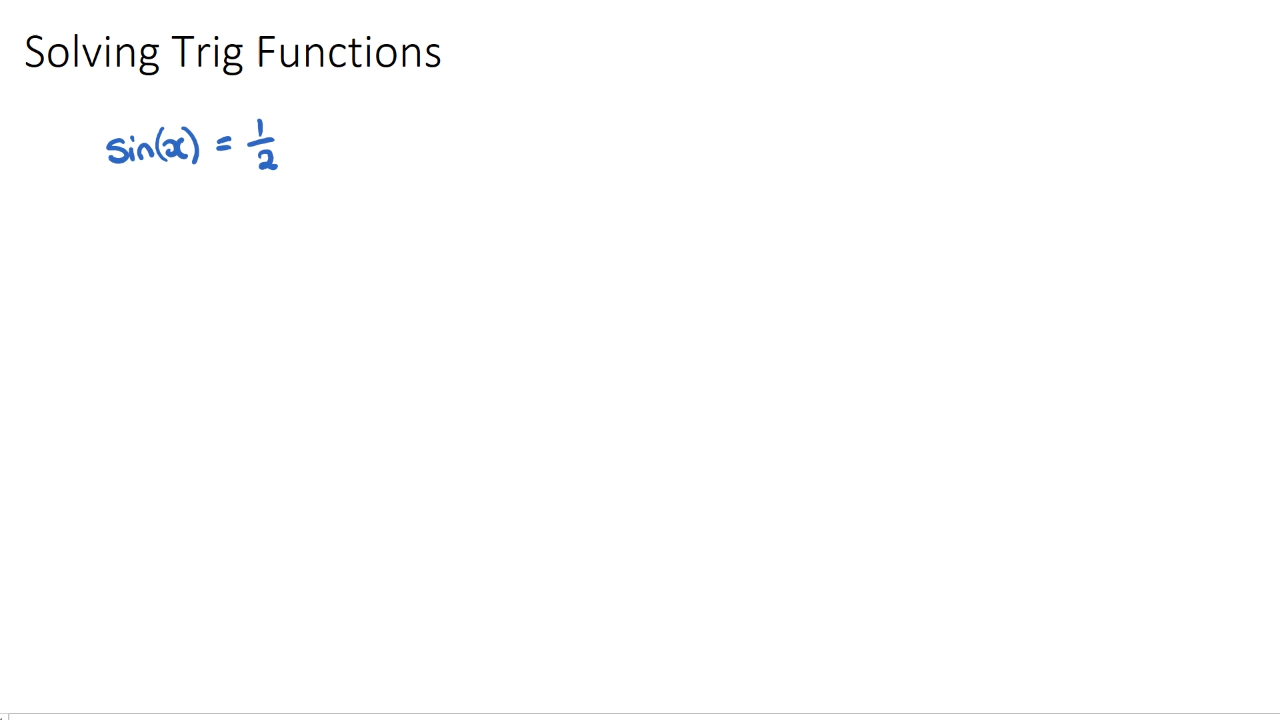 Solving Trig Functions
sin(x) = 1/2